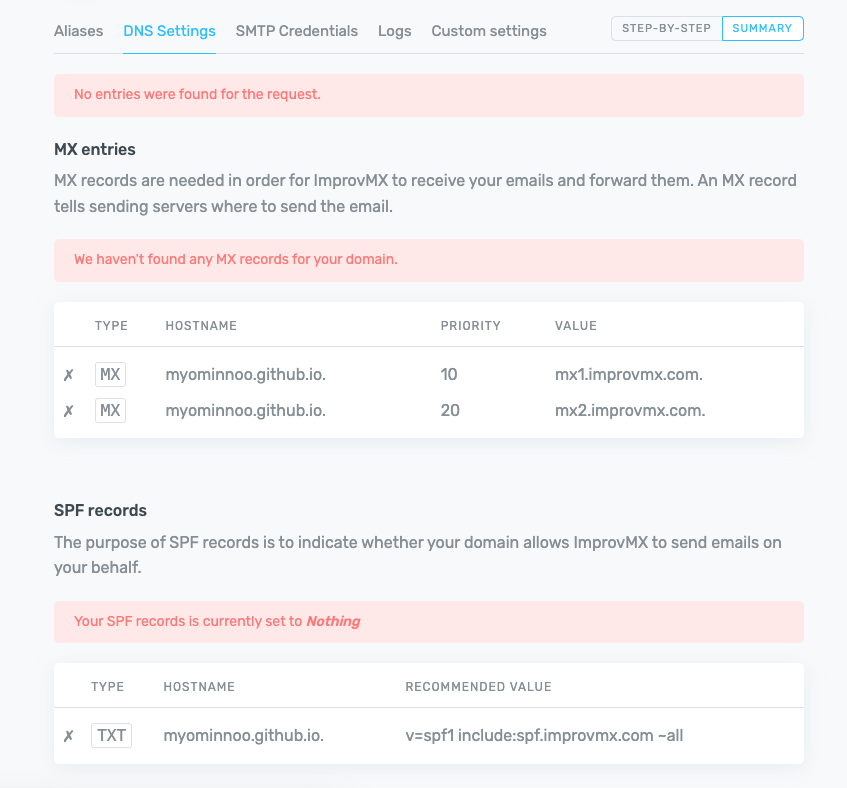 Aliases DNS Settings SMTP Credentials Logs Custom settings STEP-BY-STEP SUMMARY
No entries were found for the request.
MX entries
MX records are needed in order for ImprovMX to receive your emails and forward them. An MX record
tells sending servers where to send the email.
We haven't found any MX records for your domain.
TYPE HOSTNAME PRIORITY VALUE
✗ MX myominnoo.github.io. 10 mx1.improvmx.com.
✗ MX myominnoo.github.io. 20 mx2.improvmx.com.
SPF records
The purpose of SPF records is to indicate whether your domain allows ImprovMX to send emails on
your behalf.
Your SPF records is currently set to Nothing
TYPE HOSTNAME RECOMMENDED VALUE
✗ TXT myominnoo.github.io. v=spf1 include:spf.improvmx.com ~all